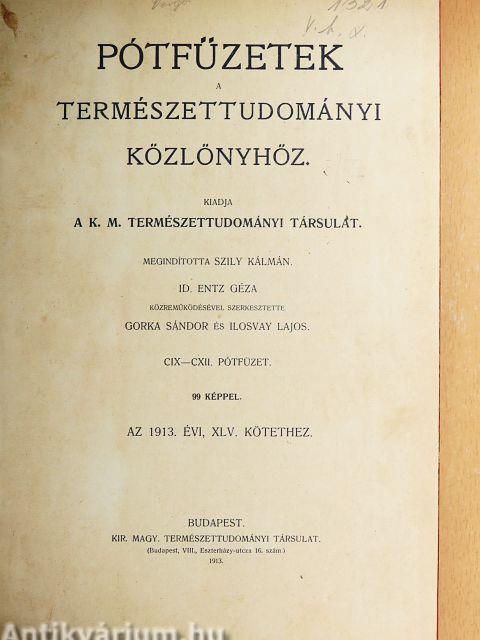 1321
V. h. x.
PÓTFÜZETEK
A
TERMÉSZETTUDOMÁNYI
KÖZLÖNYHÖZ.
KIADJA
A K. M. TERMÉSZETTUDOMÁNYI TÁRSULAT.
MEGINDÍTOTTA SZILY KÁLMÁN.
ID. ENTZ GÉZA
KÖZREMŰKÖDÉSÉVEL SZERKESZTETTE
GORKA SÁNDOR ÉS ILOSVAY LAJOS.
CIX—CXII. PÓTFÜZET.
99 KÉPPEL.
AZ 1913. ÉVI, XLV. KÖTETHEZ.
BUDAPEST.
KIR. MAGY. TERMÉSZETTUDOMÁNYI TÁRSULAT.
(Budapest, VIII., Eszterházy-utcza 16. szám.)
1913.
Antikvárium.hu